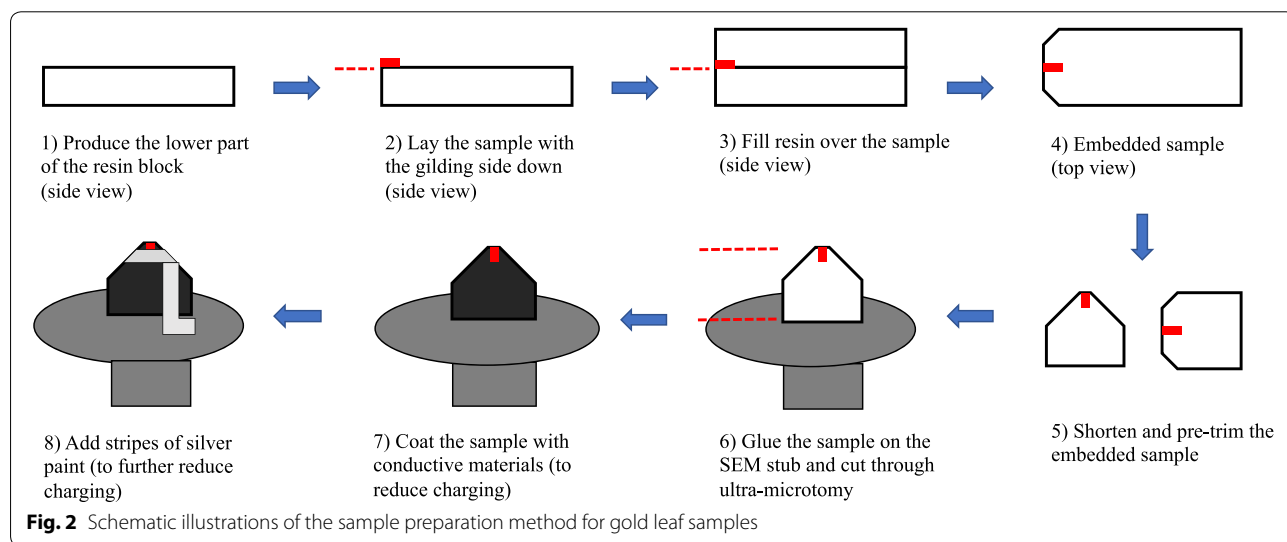 1) Produce the lower part
of the resin block
(side view)
2) Lay the sample with
the gilding side down
(side view)
3) Fill resin over the sample
(side view)
4) Embedded sample
(top view)
5) Shorten and pre-trim the
embedded sample
6) Glue the sample on the
SEM stub and cut through
ultra-microtomy
7) Coat the sample with
conductive materials (to
reduce charging)
8) Add stripes of silver
paint (to further reduce
charging)
Fig. 2 Schematic illustrations of the sample preparation method for gold leaf samples